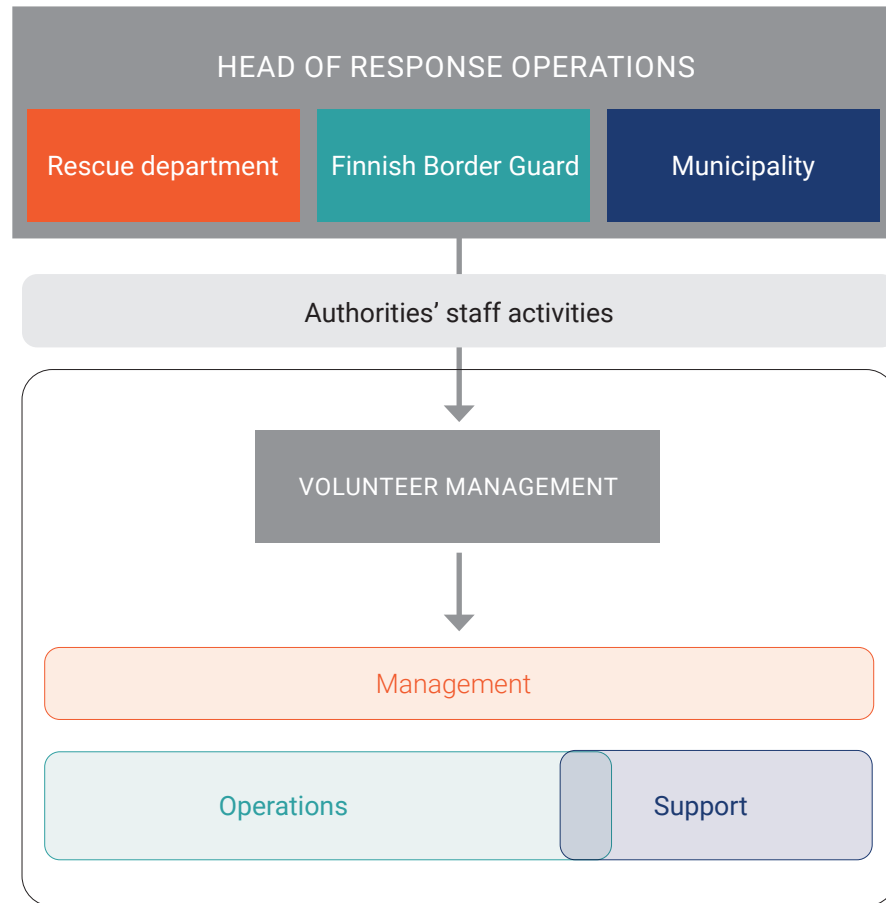 HEAD OF RESPONSE OPERATIONS
Rescue department
Finnish Border Guard
Municipality
Authorities’ staff activities
VOLUNTEER MANAGEMENT
Management
Operations
Support